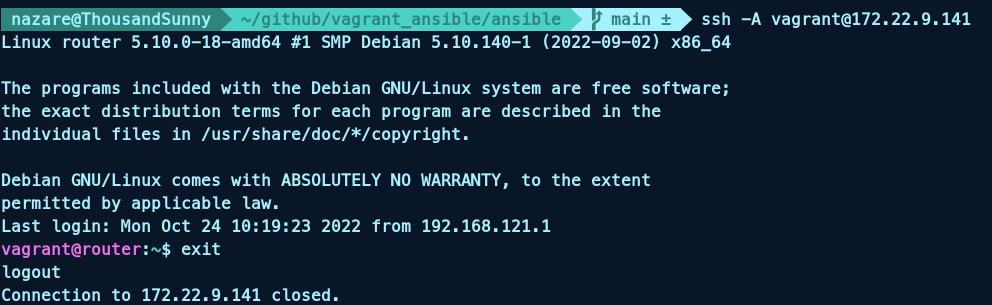 nazare@ThousandSunny ~/github/vagrant_ansible/ansible main ± ssh -A vagrant@172.22.9.141
Linux router 5.10.0-18-amd64 #1 SMP Debian 5.10.140-1 (2022-09-02) x86_64
The programs included with the Debian GNU/Linux system are free software;
the exact distribution terms for each program are described in the
individual files in /usr/share/doc/*/copyright.
Debian GNU/Linux comes with ABSOLUTELY NO WARRANTY, to the extent
permitted by applicable law.
Last login: Mon Oct 24 10:19:23 2022 from 192.168.121.1
vagrant@router:~$ exit
logout
Connection to 172.22.9.141 closed.